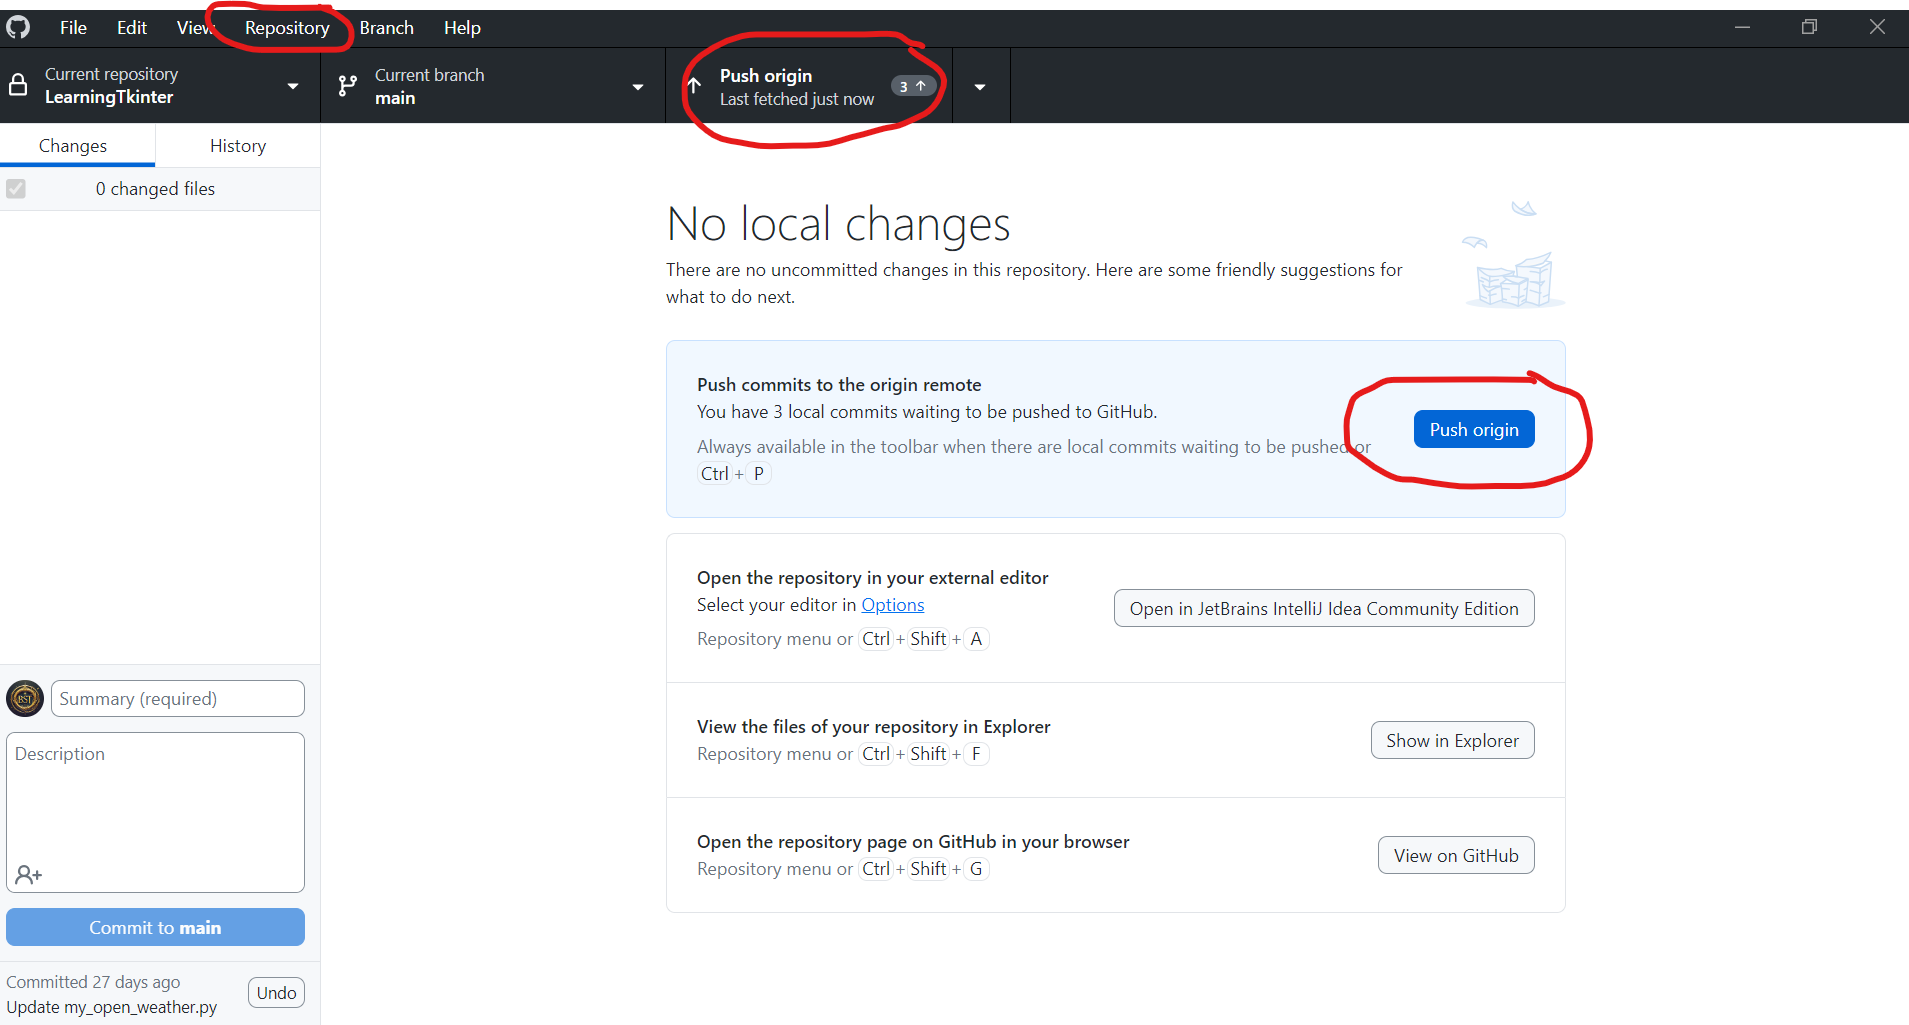 File Edit View Repository Branch Help
Current repository
LearningTkinter
Current branch
main
Push origin
Last fetched just now
3
Changes History
0 changed files
No local changes
There are no uncommitted changes in this repository. Here are some friendly suggestions for
what to do next.
Push commits to the origin remote
You have 3 local commits waiting to be pushed to GitHub.
Always available in the toolbar when there are local commits waiting to be pushed or
Ctrl + P
Push origin
Open the repository in your external editor
Select your editor in Options
Repository menu or Ctrl + Shift + A
Open in JetBrains IntelliJ Idea Community Edition
View the files of your repository in Explorer
Repository menu or Ctrl + Shift + F
Show in Explorer
Open the repository page on GitHub in your browser
Repository menu or Ctrl + Shift + G
View on GitHub
BST
Summary (required)
Description
Commit to main
Committed 27 days ago
Update my_open_weather.py
Undo